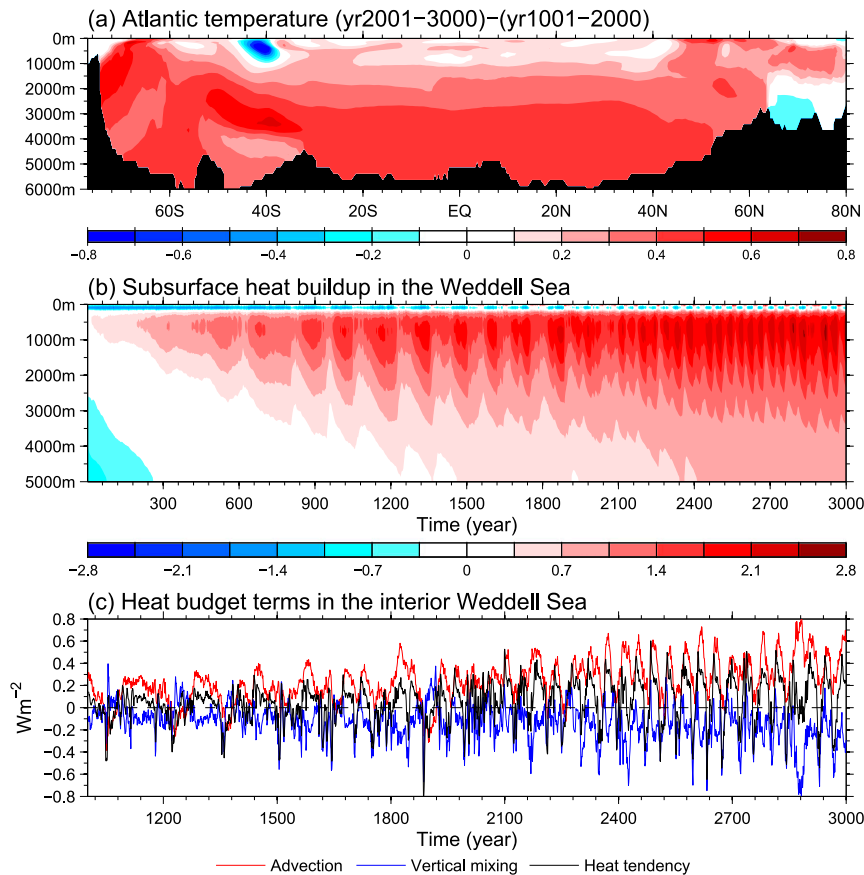 (a) Atlantic temperature (yr2001−3000)−(yr1001−2000)
0m
1000m
2000m
3000m
4000m
5000m
6000m
60S 40S 20S EQ 20N 40N 60N 80N
−0.8 −0.6 −0.4 −0.2 0 0.2 0.4 0.6 0.8
(b) Subsurface heat buildup in the Weddell Sea
0m
1000m
2000m
3000m
4000m
5000m
300 600 900 1200 1500 1800 2100 2400 2700 3000
Time (year)
−2.8 −2.1 −1.4 −0.7 0 0.7 1.4 2.1 2.8
(c) Heat budget terms in the interior Weddell Sea
Wm−2
0.8
0.6
0.4
0.2
0
−0.2
−0.4
−0.6
−0.8
1200 1500 1800 2100 2400 2700 3000
Time (year)
Advection Vertical mixing Heat tendency